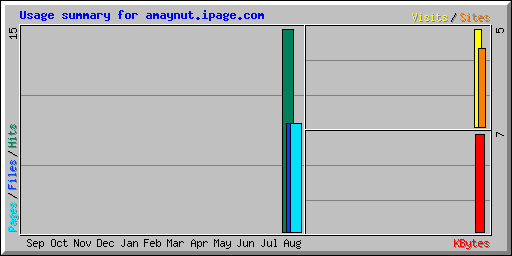 Usage summary for amaynut.ipage.com
Visits / Sites
15
5
7
Pages / Files / Hits
Sep Oct Nov Dec Jan Feb Mar Apr May Jun Jul Aug
KBytes